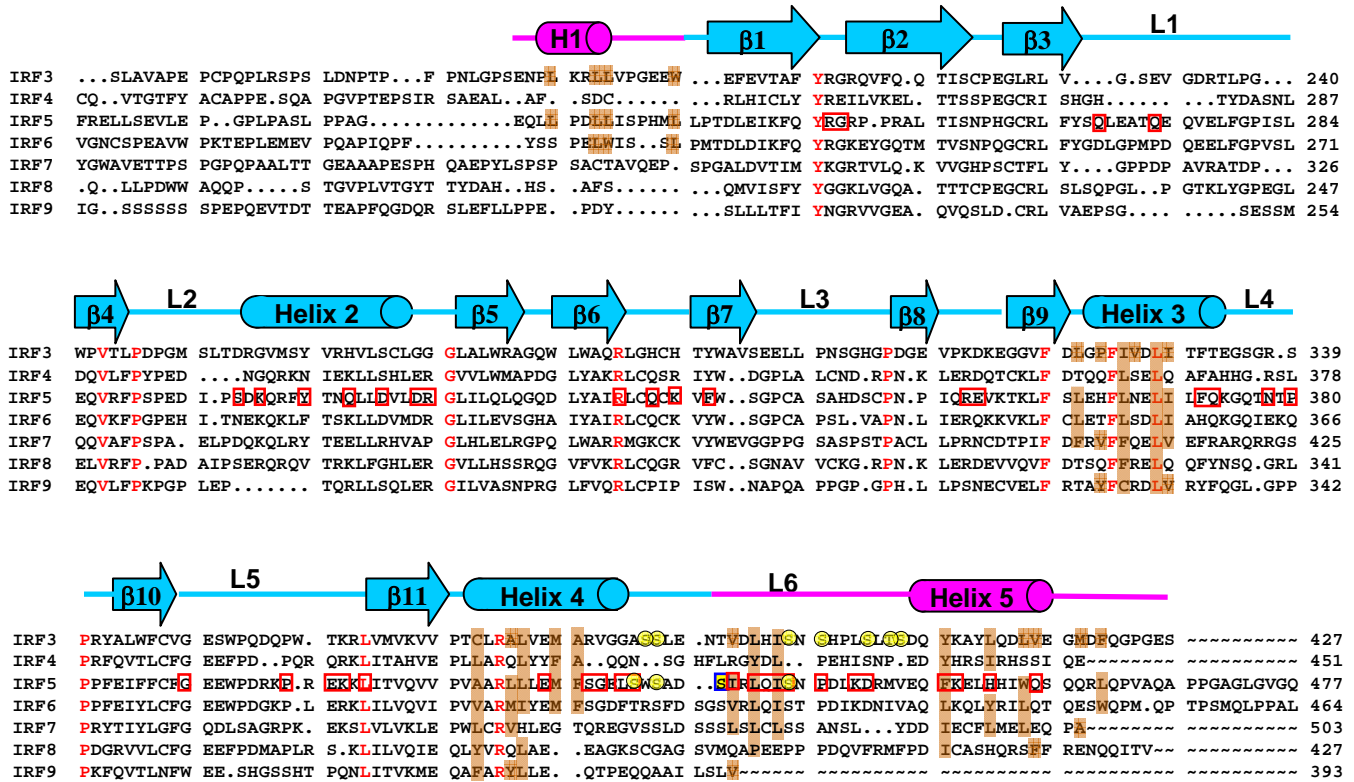 H1 β1 β2 β3 L1
IRF3 ...SLAVAPE PCPQPLRSPS LDNPTP...F PNLGPSENPL KRLLVPGEEW ...EFEVTAF YRGRQVFQ.Q TISCPEGLRL V....G.SEV GDRTLPG... 240
IRF4 CQ..VTGTFY ACAPPE.SQA PGVPTEPSIR SAEAL..AF. .SDC...... ...RLHICLY YREILVKEL. TTSSPEGCRI SHGH...... .TYDASNL 287
IRF5 FRELLSEVLE P..GPLPASL PPAG...... ....EQLL PDLLISPHML LPTDLEIKFQ YRGRP.PRAL TISNPHGCRL FYSQLEATQE QVELFGPISL 284
IRF6 VGNCSPEAVW PKTEPLEMEV PQAPIQPF.. .....YSS PELWIS..SL PMTDLDIKFQ YRGKEYGQTM TVSNPQGCRL FYGDLGPMPD QEELFGPVSL 271
IRF7 YGWAVETTPS PGPQPAALTT GEAAAPESPH QAEPYLSPSP SACTAVQEP. SPGALDVTIM YKGRTVLQ.K VVGHPSCTFL Y...GPPDP AVRATDP... 326
IRF8 .Q..LLPDWW AQQP....S TGVPLVTGYT TYDAH..HS. .AFS...... ...QMVISFY YGGKLVGQA. TTTCPEGCRL SLSQPGL..P GTKLYGPEGL 247
IRF9 IG..SSSSSS SPEPQEVTDT TEAPFQGDQR SLEFLLPPE. .PDY...... ...SLLLTFI YNGRVVGEA. QVQSLD.CRL VAEPSG.... .....SESSM 254
β4 L2 Helix 2 β5 β6 β7 L3 β8 β9 Helix 3 L4
IRF3 WPVTLPDPGM SLTDRGVMSY VRHVLSCLGG GLALWRAGQW LWAQRLGHCH TYWAVSEELL PNSGHGPDGE VPKDKEGGVF DLGPFIVDLI TFTEGSGR.S 339
IRF4 DQVLFPYPED ....NGQRKN IEKLLSHLER GVVLWMAPDG LYAKRLCQSR IYW..DGPLA LCND.RP.NK LERDQTCKLF DTQQFLSELQ AFAHHG.RSL 378
IRF5 EQVRFPSPED I.PSDKQRFY TNQLLDVLDR GLILQLQGQD LYAIRLCQCK VFW..SGPCA SAHDSCP.NP IQREVKTKLF SLEHFLNELI LFQKGQTNTP 380
IRF6 EQVKFPGPEH I.TNEKQKLF TSKLLDVMDR GLILEVSGHA IYAIRLCQCK VYW..SGPCA PSL.VAP.NL IERQKKVKLF CLETFLSDLI AHQKGQIEKQ 366
IRF7 QQVAFPSPA. ELPDQKQLRY TEELLRHVAP GLHLELRGPQ LWARRMGKCK VYWEVGGPPG SASPSTPACL LPRNCDTPIF DFRVFFQELV EFRARQRRGS 425
IRF8 ELVRFP.PAD AIPSERQRQV TRKLFGHLER GVLLHSSRQG VFVKRLCQGR VFC..SGNAV VCKG.RPN.K LERDEVVQVF DTSQFFRELQ QFYNSQ.GRL 341
IRF9 EQVLFPKPGP LEP....... TQRLLSQLER GILVASNPRG LFVQRLCPIP ISW..NAPQA PPGP.GPHLL LPSNECVELF RTAYFCRDLV RYFQGL.GPP 342
β10 L5 β11 Helix 4 L6 Helix 5
IRF3 PRYALWFCVG ESWPQDQPW. TKRLVMVKVV PTCLRALVEM ARVGGASSLE .NTVDLHISN SHPLSLTSDQ YKAYLQDLVE GMDFQGPGES ~~~~~~~~~~ 427
IRF4 PRFQVTLCFG EEFPD..PQR QRKLITAHVE PLLARQLYYF A..QQN..SG HFLRGYDL.. PEHISNP.ED YHRSIRHSSI QE~~~~~~~~ ~~~~~~~~~~ 451
IRF5 PPFEIFFCFG EEWPDRKP.R EKKLITVQVV PVAARLLLEM FSGHLSWSAD ..SIRLQISN PDIKDRMVEQ FKELHHIWQS QQRLQPVAQA PPGAGLGVGQ 477
IRF6 PPFEIYLCFG EEWPDGKP.L ERKLILVQVI PVVARMIYEM FSGDFTRSFD SGSVRLQIST PDIKDNIVAQ LKQLYRILQT QESWQPM.QP TPSMQLPPAL 464
IRF7 PRYTIYLGFG QDLSAGRPK. EKSLVLVKLE PWLCRVHLEG TQREGVSSLD SSSLSLCLSS ANSL...YDD IECFLMELEQ PA~~~~~~~~ ~~~~~~~~~~ 503
IRF8 PDGRVVLCFG EEFPDMAPLR S.KLILVQIE QLYVRQLAE. .EAGKSCGAG SVMQAPEEPP PDQVFRMFPD ICASHQRSFF RENQQITV~~ ~~~~~~~~~~ 427
IRF9 PKFQVTLNFW EE.SHGSSHT PQNLITVKME QAFARYLLE. .QTPEQQAAI LSLV~~~~~~ ~~~~~~~~~~ ~~~~~~~~~~ ~~~~~~~~~~ ~~~~~~~~~~ 393